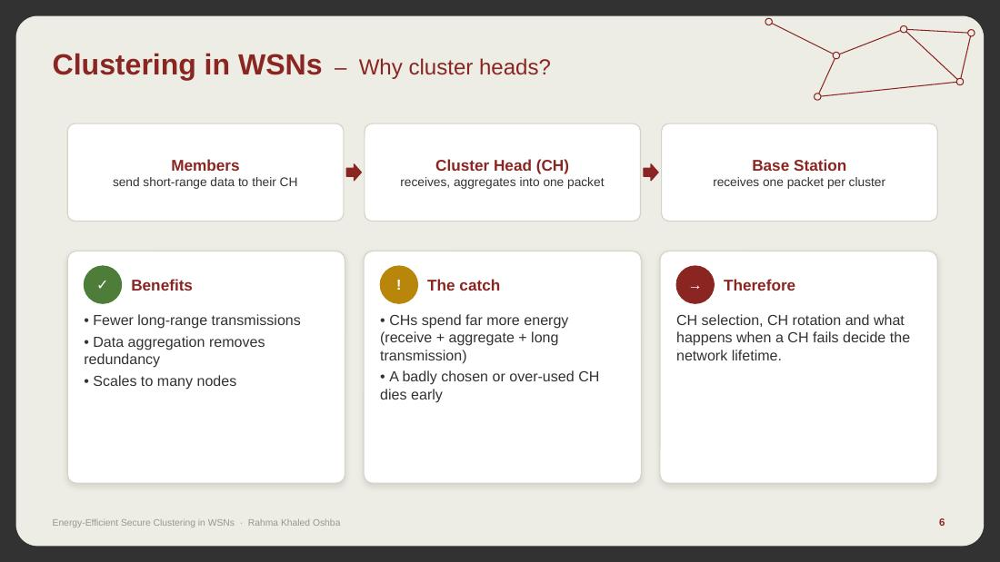 Clustering in WSNs – Why cluster heads?
Members
send short-range data to their CH
Cluster Head (CH)
receives, aggregates into one packet
Base Station
receives one packet per cluster
✓ Benefits
• Fewer long-range transmissions
• Data aggregation removes
redundancy
• Scales to many nodes
! The catch
• CHs spend far more energy
(receive + aggregate + long
transmission)
• A badly chosen or over-used CH
dies early
→ Therefore
CH selection, CH rotation and what
happens when a CH fails decide the
network lifetime.
Energy-Efficient Secure Clustering in WSNs · Rahma Khaled Oshba
6